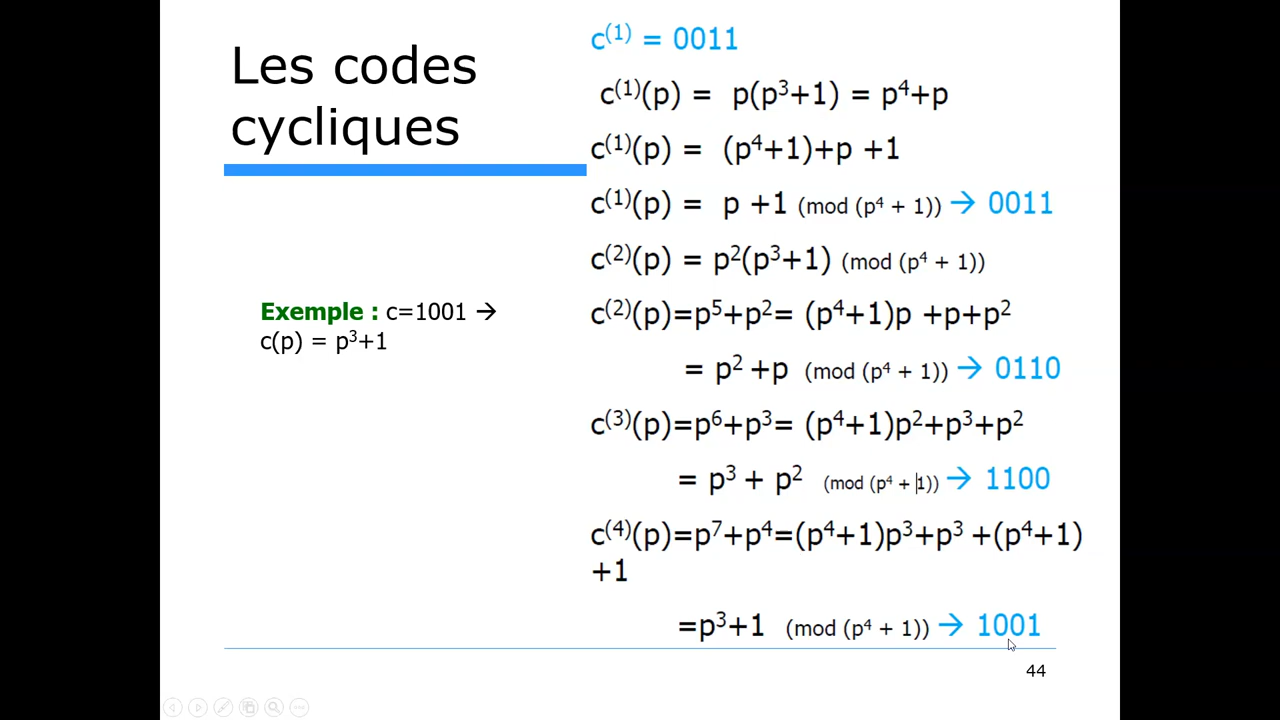 Les codes
cycliques
Exemple : c=1001 →
c(p) = p³+1
c⁽¹⁾ = 0011
c⁽¹⁾(p) = p(p³+1) = p⁴+p
c⁽¹⁾(p) = (p⁴+1)+p +1
c⁽¹⁾(p) = p +1 (mod (p⁴ + 1)) → 0011
c⁽²⁾(p) = p²(p³+1) (mod (p⁴ + 1))
c⁽²⁾(p)=p⁵+p²= (p⁴+1)p +p+p²
= p² +p (mod (p⁴ + 1)) → 0110
c⁽³⁾(p)=p⁶+p³= (p⁴+1)p²+p³+p²
= p³ + p² (mod (p⁴ + 1)) → 1100
c⁽⁴⁾(p)=p⁷+p⁴=(p⁴+1)p³+p³ +(p⁴+1)
+1
=p³+1 (mod (p⁴ + 1)) → 1001
44